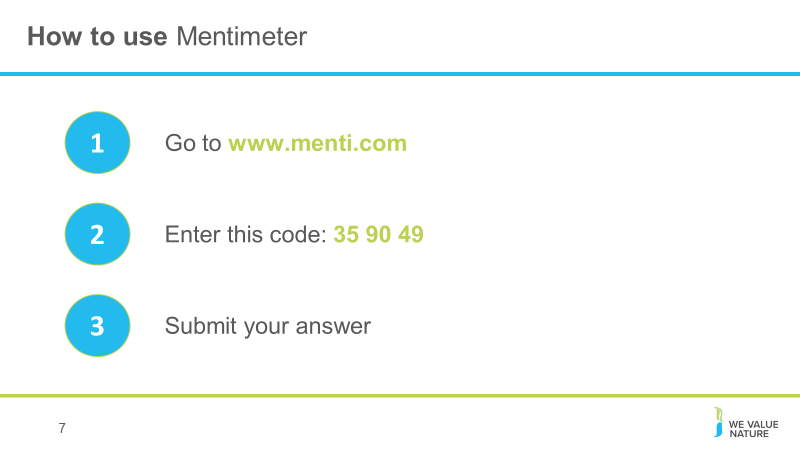 How to use Mentimeter
1
Go to www.menti.com
2
Enter this code: 35 90 49
3
Submit your answer
7
WE VALUE
NATURE